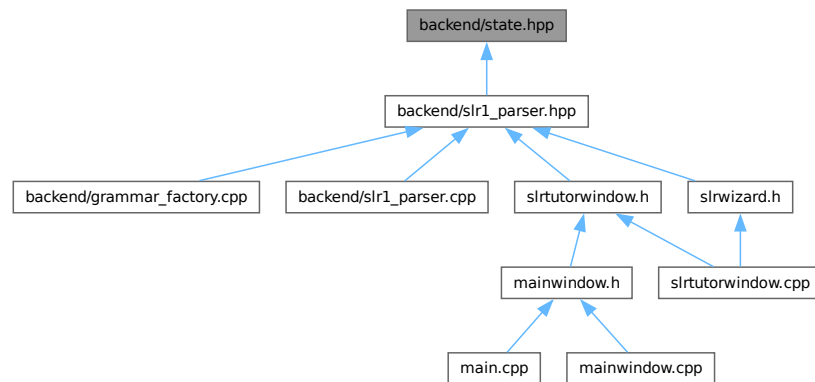 backend/state.hpp
backend/slr1_parser.hpp
backend/grammar_factory.cpp
backend/slr1_parser.cpp
slrtutorwindow.h
slrwizard.h
mainwindow.h
slrtutorwindow.cpp
main.cpp
mainwindow.cpp